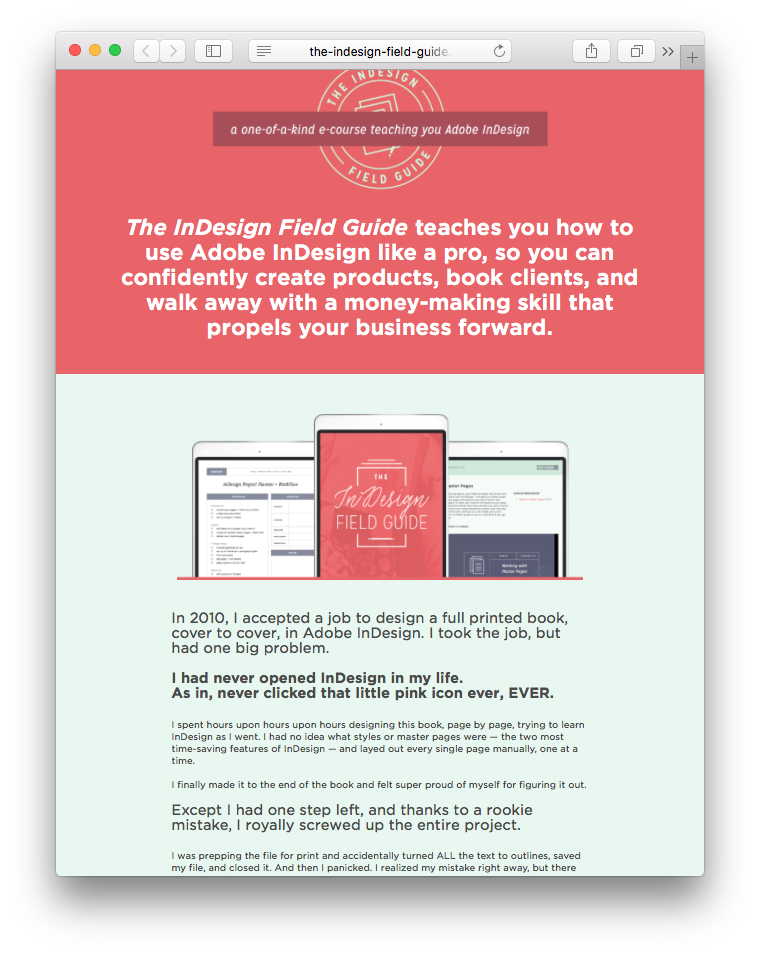 the-indesign-field-guide.
THE INDESIGN
a one-of-a-kind e-course teaching you Adobe InDesign
FIELD GUIDE
The InDesign Field Guide teaches you how to
use Adobe InDesign like a pro, so you can
confidently create products, book clients, and
walk away with a money-making skill that
propels your business forward.
InDesign Project Planner + Workflow
THE
InDesign
FIELD GUIDE
Master Pages
Working with
Master Pages
In 2010, I accepted a job to design a full printed book,
cover to cover, in Adobe InDesign. I took the job, but
had one big problem.
I had never opened InDesign in my life.
As in, never clicked that little pink icon ever, EVER.
I spent hours upon hours upon hours designing this book, page by page, trying to learn
InDesign as I went. I had no idea what styles or master pages were — the two most
time-saving features of InDesign — and layed out every single page manually, one at a
time.
I finally made it to the end of the book and felt super proud of myself for figuring it out.
Except I had one step left, and thanks to a rookie
mistake, I royally screwed up the entire project.
I was prepping the file for print and accidentally turned ALL the text to outlines, saved
my file, and closed it. And then I panicked. I realized my mistake right away, but there